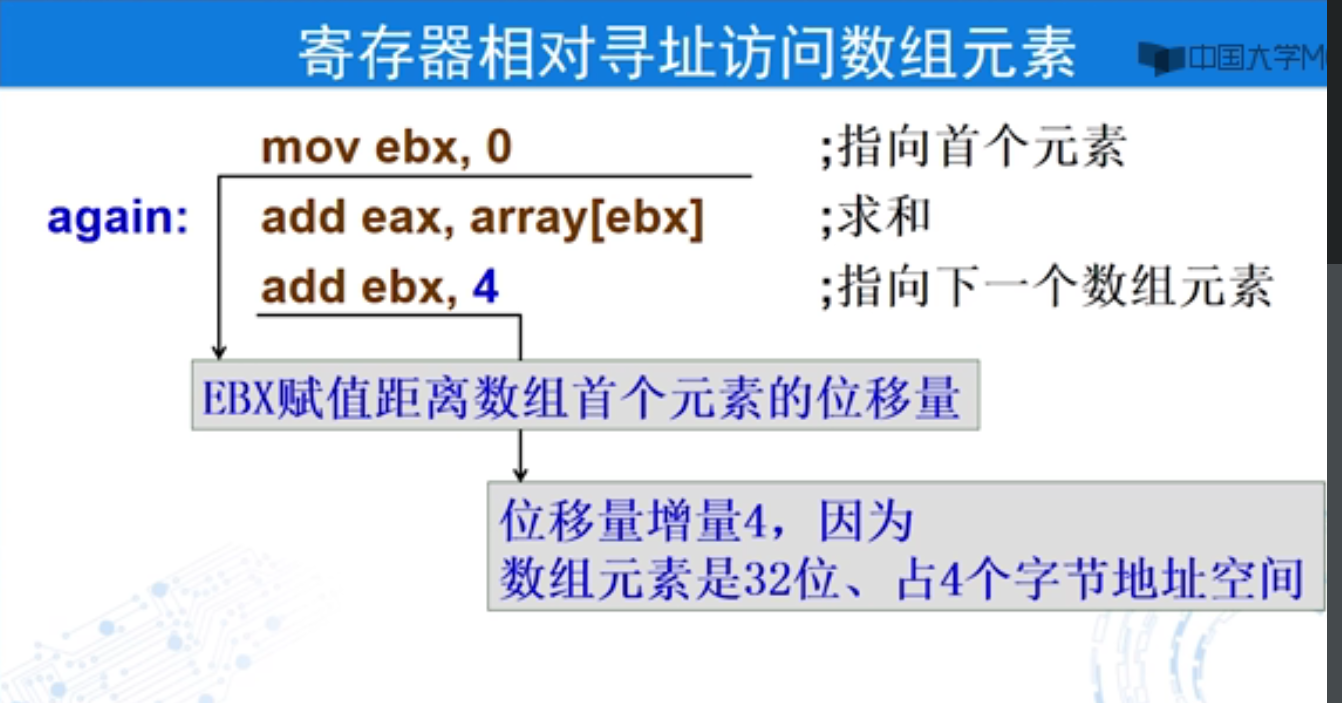 寄存器相对寻址访问数组元素
中国大学M
mov ebx, 0 ;指向首个元素
again: add eax, array[ebx] ;求和
add ebx, 4 ;指向下一个数组元素
EBX赋值距离数组首个元素的位移量
位移量增量4，因为
数组元素是32位、占4个字节地址空间